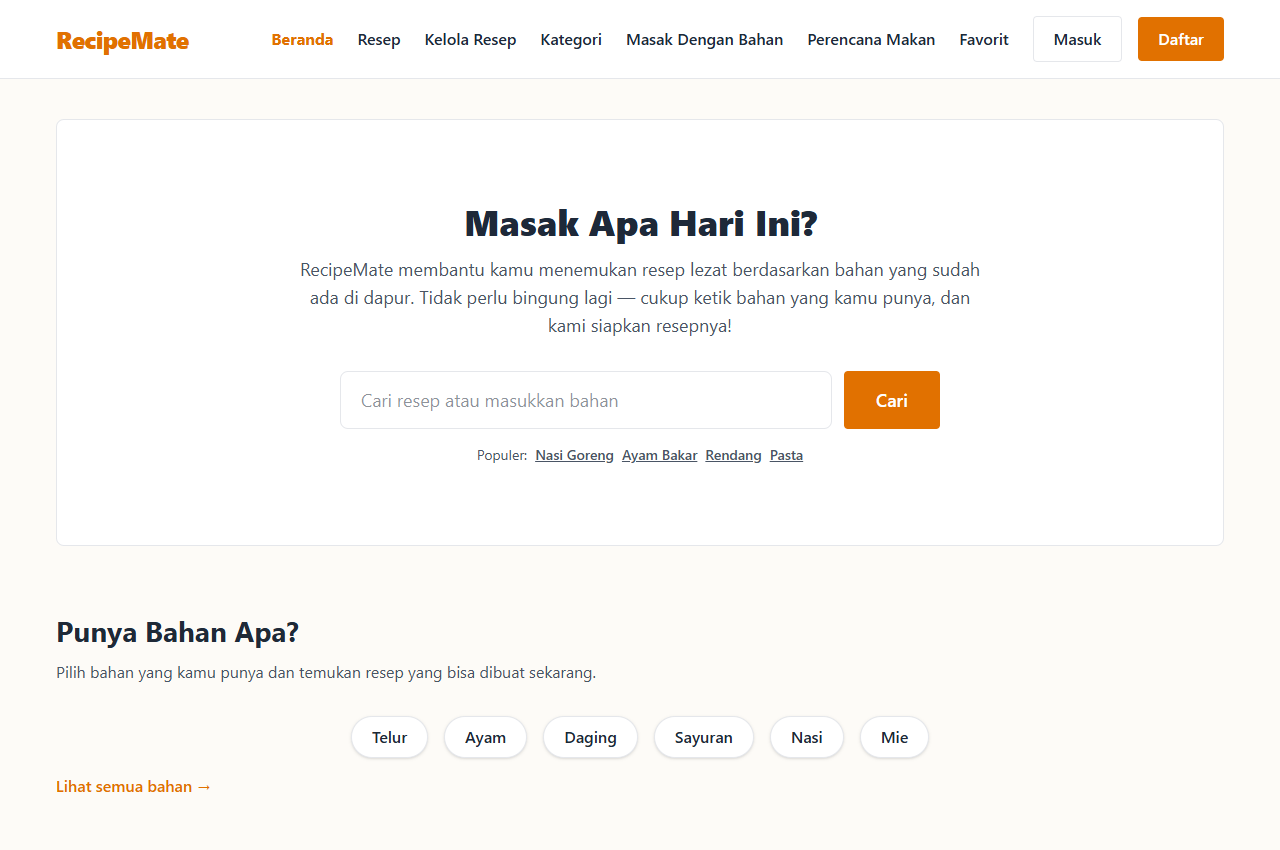 RecipeMate
Beranda Resep Kelola Resep Kategori Masak Dengan Bahan Perencana Makan Favorit Masuk Daftar
Masak Apa Hari Ini?
RecipeMate membantu kamu menemukan resep lezat berdasarkan bahan yang sudah
ada di dapur. Tidak perlu bingung lagi — cukup ketik bahan yang kamu punya, dan
kami siapkan resepnya!
Cari resep atau masukkan bahan Cari
Populer: Nasi Goreng Ayam Bakar Rendang Pasta
Punya Bahan Apa?
Pilih bahan yang kamu punya dan temukan resep yang bisa dibuat sekarang.
Telur Ayam Daging Sayuran Nasi Mie
Lihat semua bahan →